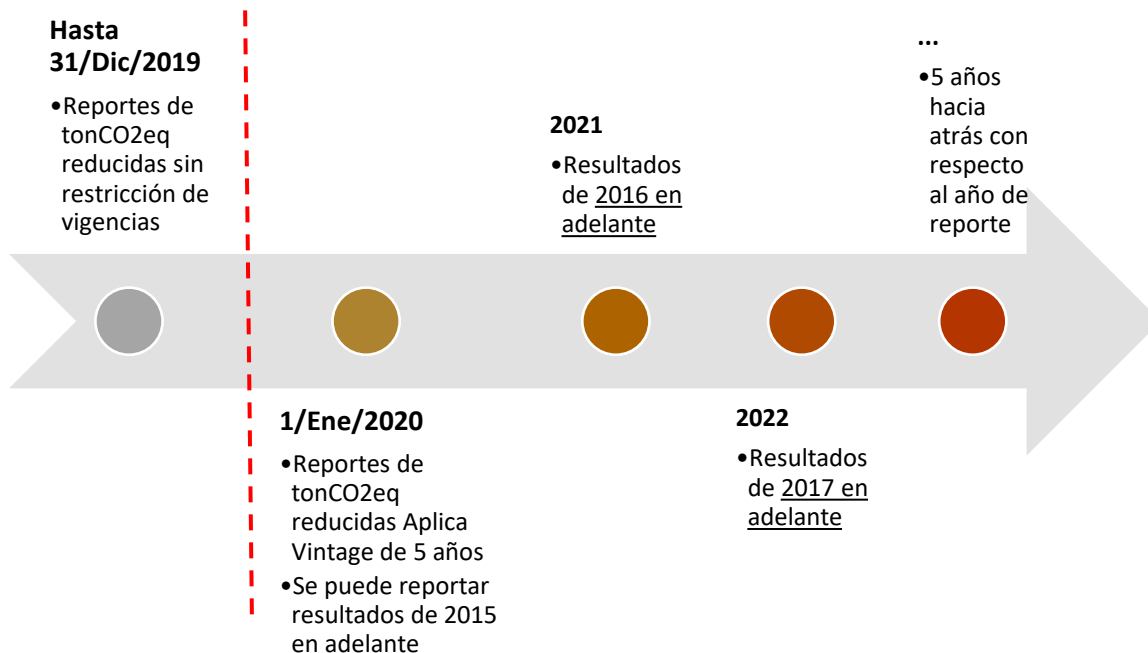 Hasta
31/Dic/2019
•Reportes de
tonCO2eq
reducidas sin
restricción de
vigencias
1/Ene/2020
•Reportes de
tonCO2eq
reducidas Aplica
Vintage de 5 años
•Se puede reportar
resultados de 2015
en adelante
2021
•Resultados
de 2016 en
adelante
2022
•Resultados
de 2017 en
adelante
...
•5 años
hacia
atrás con
respecto
al año de
reporte